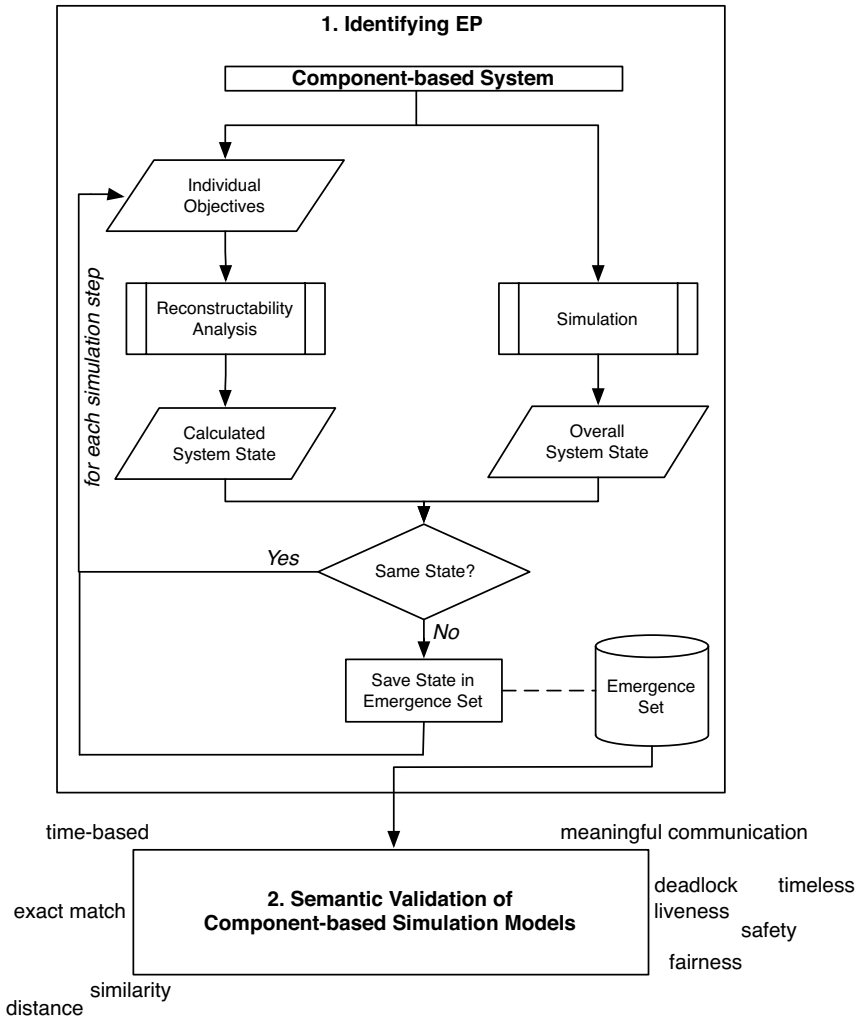 1. Identifying EP
Component-based System
Individual
Objectives
for each simulation step
Reconstructability
Analysis
Simulation
Calculated
System State
Overall
System State
Yes
Same State?
No
Save State in
Emergence Set
Emergence
Set
time-based
meaningful communication
2. Semantic Validation of
Component-based Simulation Models
exact match
deadlock
timeless
liveness
safety
fairness
similarity
distance